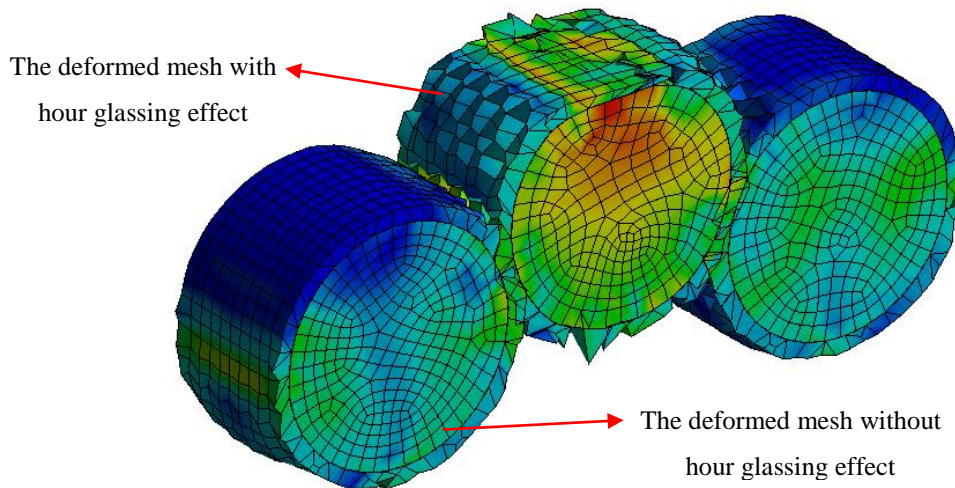 The deformed mesh with
hour glassing effect
The deformed mesh without
hour glassing effect